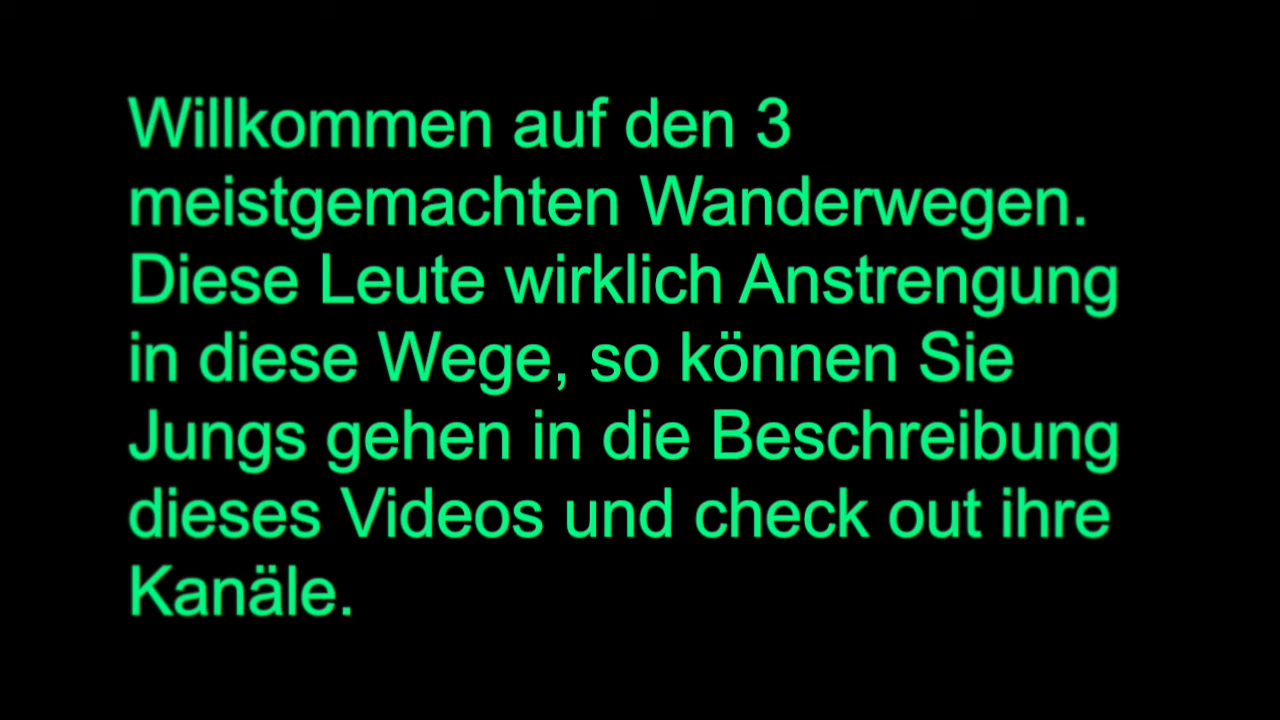 Willkommen auf den 3
meistgemachten Wanderwegen.
Diese Leute wirklich Anstrengung
in diese Wege, so können Sie
Jungs gehen in die Beschreibung
dieses Videos und check out ihre
Kanäle.